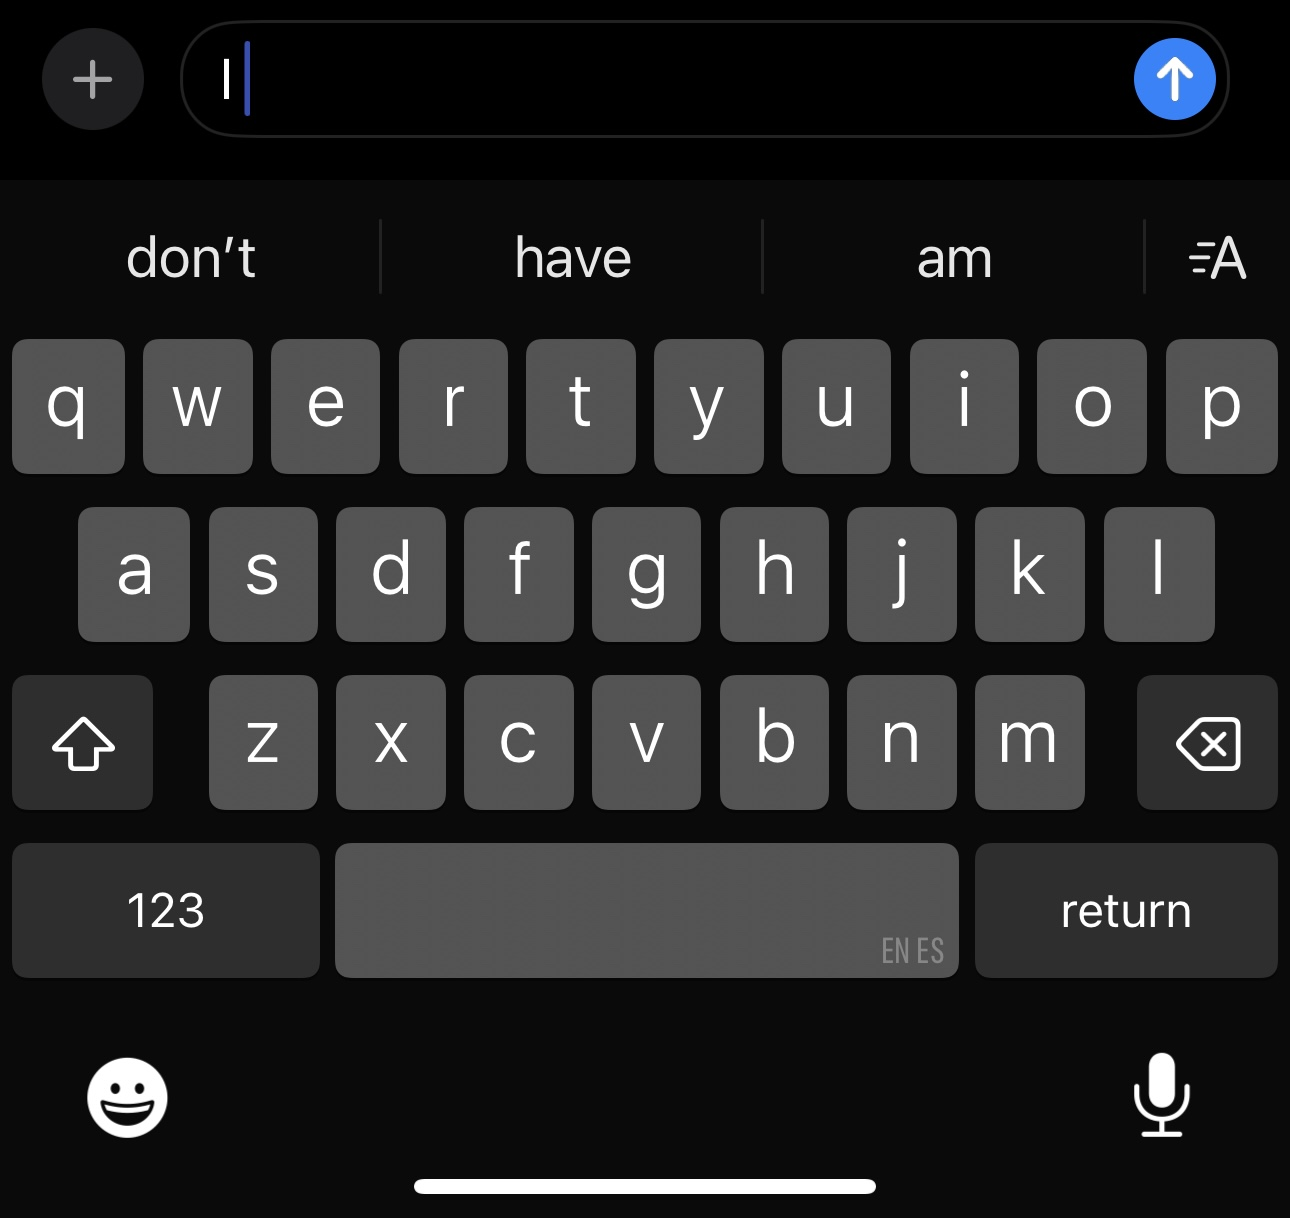 I
don’t have am A
q w e r t y u i o p
a s d f g h j k l
z x c v b n m
123 EN ES return